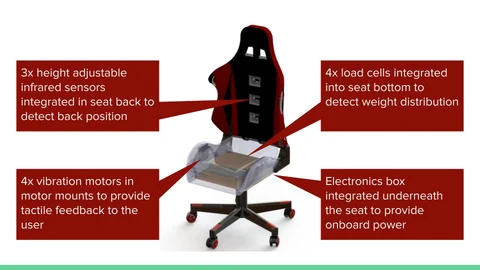 3x height adjustable
infrared sensors
integrated in seat back to
detect back position
4x load cells integrated
into seat bottom to
detect weight distribution
4x vibration motors in
motor mounts to provide
tactile feedback to the
user
Electronics box
integrated underneath
the seat to provide
onboard power